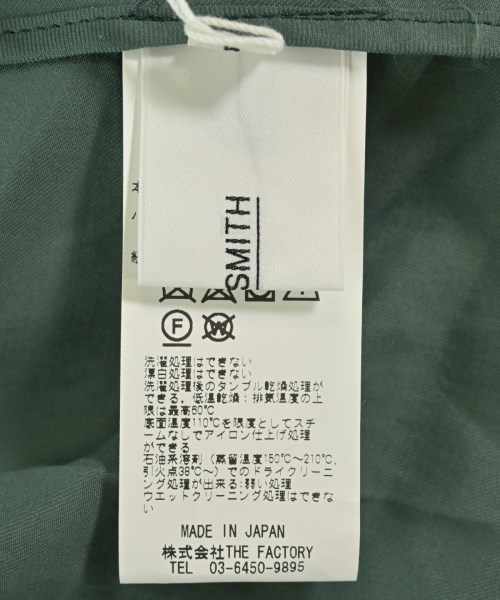 SMITH
F
W
洗濯処理はできない
漂白処理はできない
洗濯処理後のタンブル乾燥処理が
できる。低温乾燥:排気温度の上
限は最高60℃
底面温度110℃を限度としてスチ
ームなしでアイロン仕上げ処理
ができる
石油系溶剤(蒸留温度150℃~210℃、
引火点38℃~)でのドライクリーニ
ング処理が出来る:弱い処理
ウエットクリーニング処理はできな
い
MADE IN JAPAN
株式会社THE FACTORY
TEL 03-6450-9895